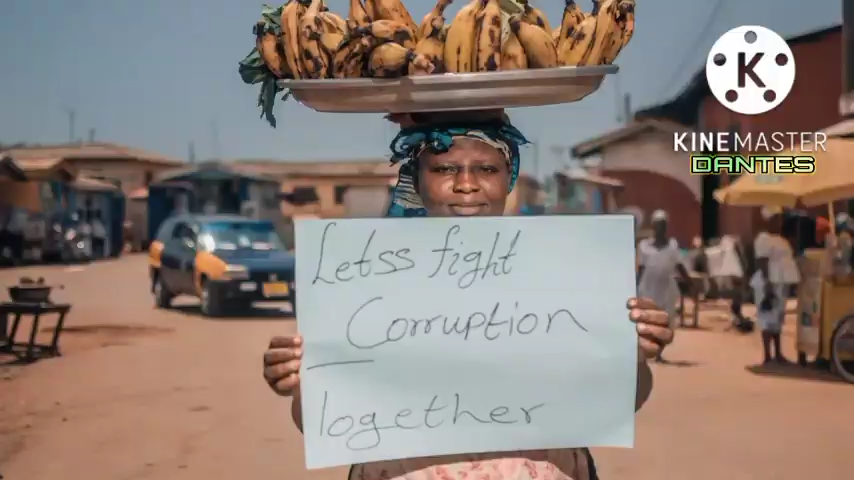 K
KINEMASTER
DANTES
Letss fight
Corruption
Together